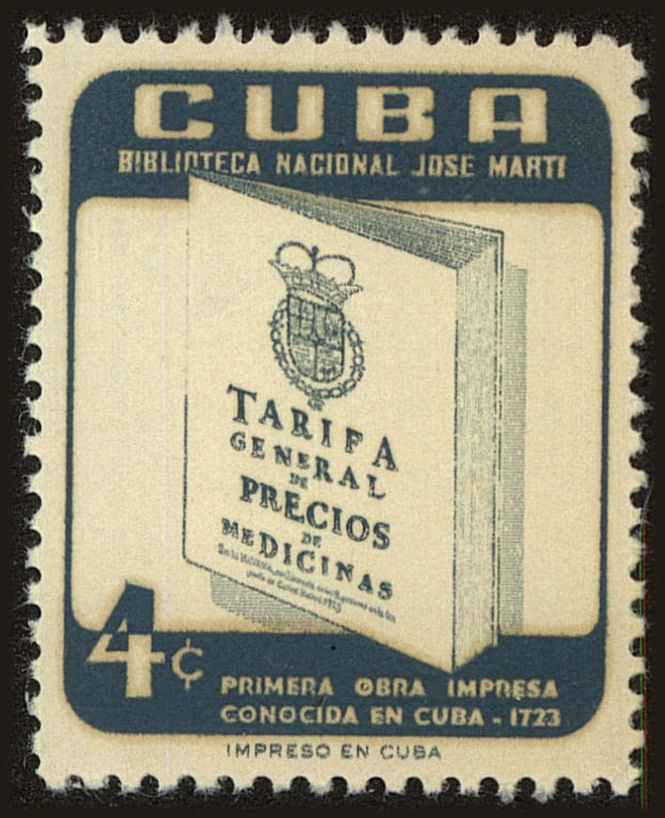 CUBA
BIBLIOTECA NACIONAL JOSE MARTI
TARIFA
GENERAL
DE
PRECIOS
DE
MEDICINAS
4¢
PRIMERA OBRA IMPRESA
CONOCIDA EN CUBA - 1723
IMPRESO EN CUBA